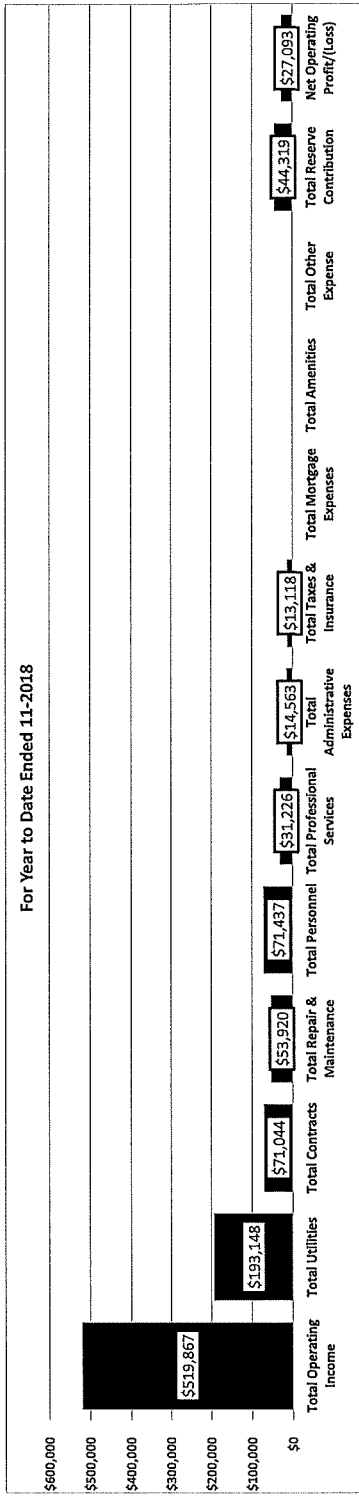 For Year to Date Ended 11-2018
$600,000
$500,000
$400,000
$300,000
$200,000
$100,000
$0
$519,867
$193,148
$71,044
$53,920
$71,437
$31,226
$14,563
$13,118
$44,319
$27,093
Total Operating
Income
Total Utilities
Total Contracts
Total Repair &
Maintenance
Total Personnel
Total Professional
Services
Total
Administrative
Expenses
Total Taxes &
Insurance
Total Mortgage
Expenses
Total Amenities
Total Other
Expense
Total Reserve
Contribution
Net Operating
Profit/(Loss)